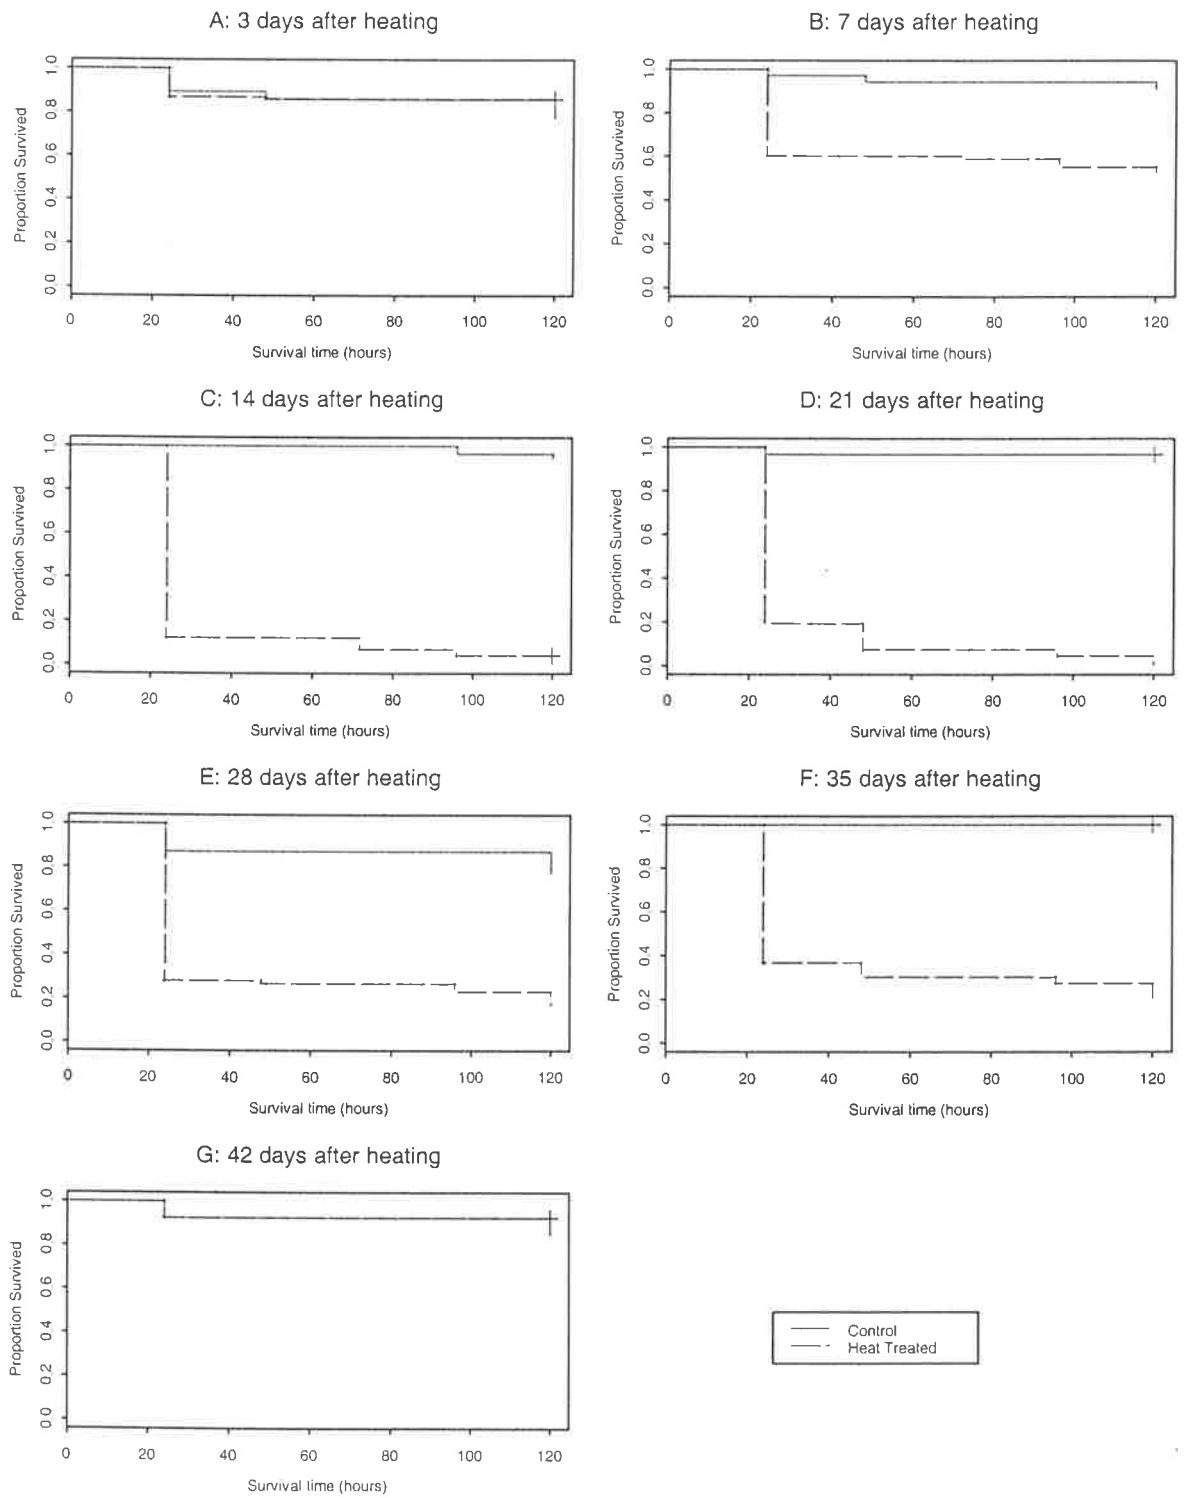 A: 3 days after heating
Proportion Survived
0.0 0.2 0.4 0.6 0.8 1.0
0 20 40 60 80 100 120
Survival time (hours)
B: 7 days after heating
Proportion Survived
0.0 0.2 0.4 0.6 0.8 1.0
0 20 40 60 80 100 120
Survival time (hours)
C: 14 days after heating
Proportion Survived
0.0 0.2 0.4 0.6 0.8 1.0
0 20 40 60 80 100 120
Survival time (hours)
D: 21 days after heating
Proportion Survived
0.0 0.2 0.4 0.6 0.8 1.0
0 20 40 60 80 100 120
Survival time (hours)
E: 28 days after heating
Proportion Survived
0.0 0.2 0.4 0.6 0.8 1.0
0 20 40 60 80 100 120
Survival time (hours)
F: 35 days after heating
Proportion Survived
0.0 0.2 0.4 0.6 0.8 1.0
0 20 40 60 80 100 120
Survival time (hours)
G: 42 days after heating
Proportion Survived
0.0 0.2 0.4 0.6 0.8 1.0
0 20 40 60 80 100 120
Survival time (hours)
Control
Heat Treated